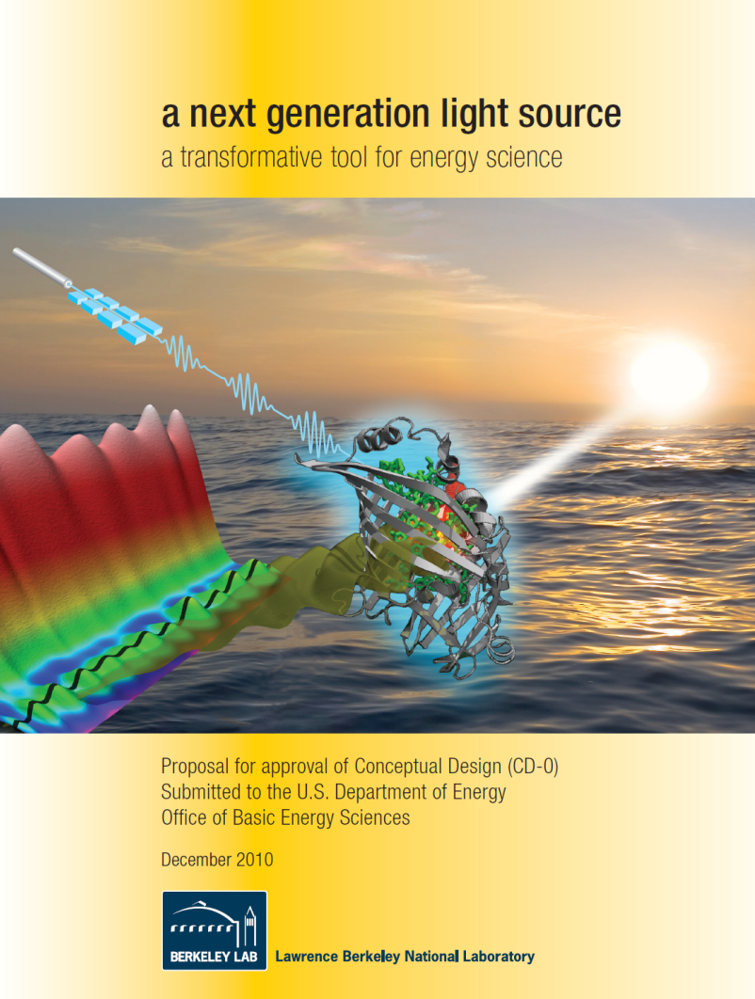 a next generation light source
a transformative tool for energy science
Proposal for approval of Conceptual Design (CD-0)
Submitted to the U.S. Department of Energy
Office of Basic Energy Sciences
December 2010
BERKELEY LAB
Lawrence Berkeley National Laboratory